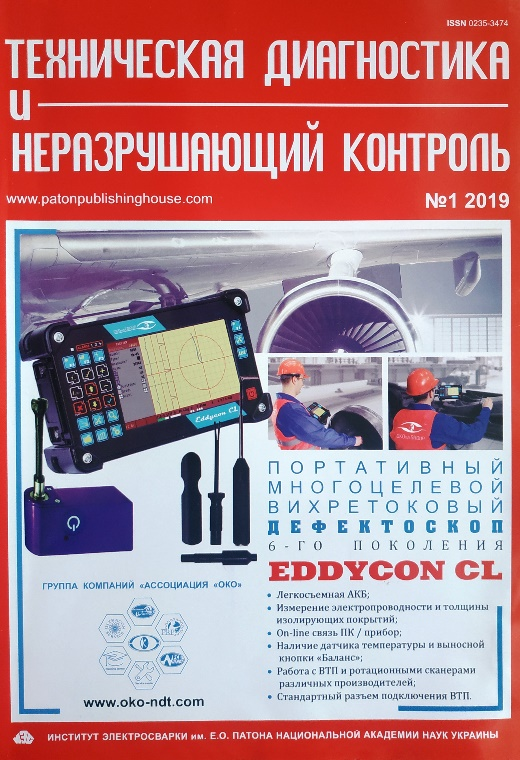 ISSN 0235-3474
ТЕХНИЧЕСКАЯ ДИАГНОСТИКА
И
НЕРАЗРУШАЮЩИЙ КОНТРОЛЬ
www.patonpublishinghouse.com
№1 2019
Eddycon CL
ПОРТАТИВНЫЙ
МНОГОЦЕЛЕВОЙ
ВИХРЕТОКОВЫЙ
ДЕФЕКТОСКОП
6-ГО ПОКОЛЕНИЯ
EDDYCON CL
• Легкосъемная АКБ;
• Измерение электропроводности и толщины
изолирующих покрытий;
• On-line связь ПК / прибор;
• Наличие датчика температуры и выносной
кнопки «Баланс»;
• Работа с ВТП и ротационными сканерами
различных производителей;
• Стандартный разъем подключения ВТП.
ГРУППА КОМПАНИЙ «АССОЦИАЦИЯ «ОКО»
www.oko-ndt.com
ИНСТИТУТ ЭЛЕКТРОСВАРКИ им. Е.О. ПАТОНА НАЦИОНАЛЬНОЙ АКАДЕМИИ НАУК УКРАИНЫ